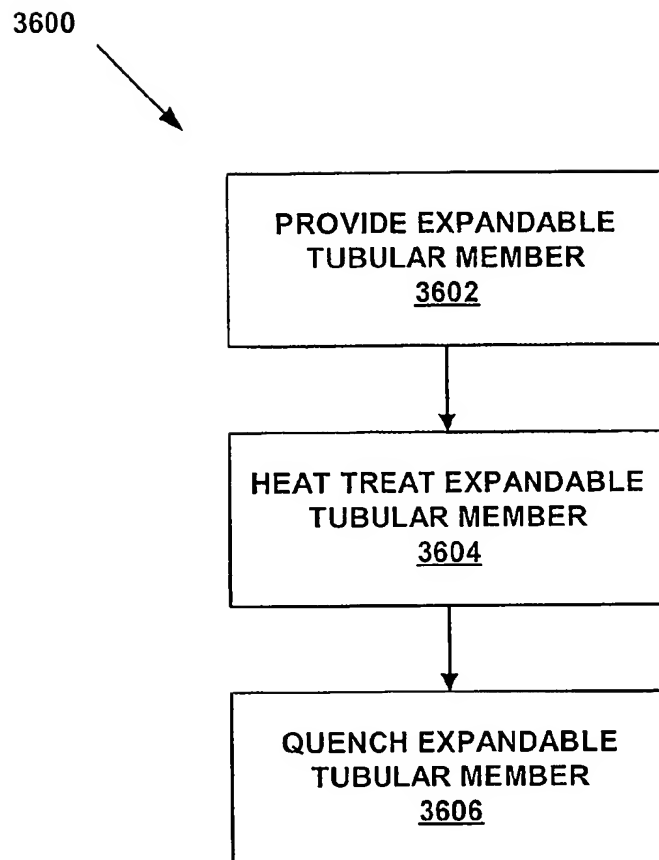 3600
PROVIDE EXPANDABLE
TUBULAR MEMBER
3602
HEAT TREAT EXPANDABLE
TUBULAR MEMBER
3604
QUENCH EXPANDABLE
TUBULAR MEMBER
3606